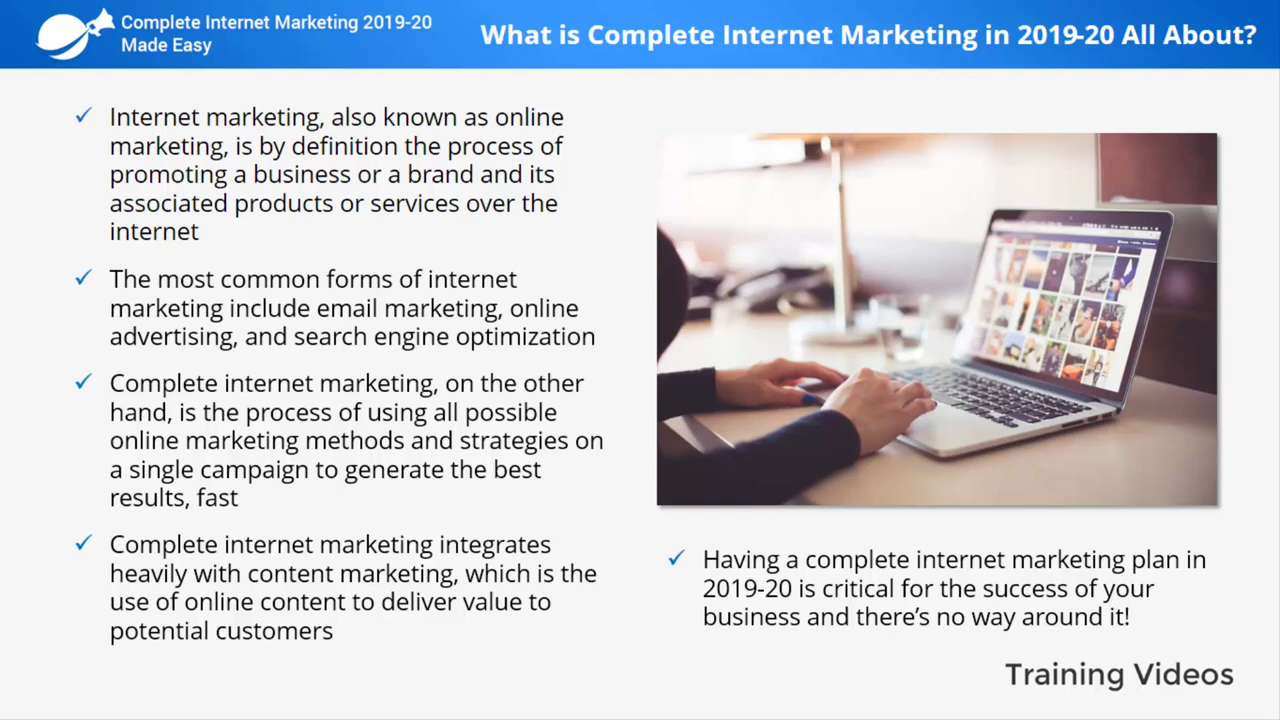 Complete Internet Marketing 2019-20
Made Easy
What is Complete Internet Marketing in 2019-20 All About?
Internet marketing, also known as online
marketing, is by definition the process of
promoting a business or a brand and its
associated products or services over the
internet
The most common forms of internet
marketing include email marketing, online
advertising, and search engine optimization
Complete internet marketing, on the other
hand, is the process of using all possible
online marketing methods and strategies on
a single campaign to generate the best
results, fast
Complete internet marketing integrates
heavily with content marketing, which is the
use of online content to deliver value to
potential customers
Having a complete internet marketing plan in
2019-20 is critical for the success of your
business and there's no way around it!
Training Videos